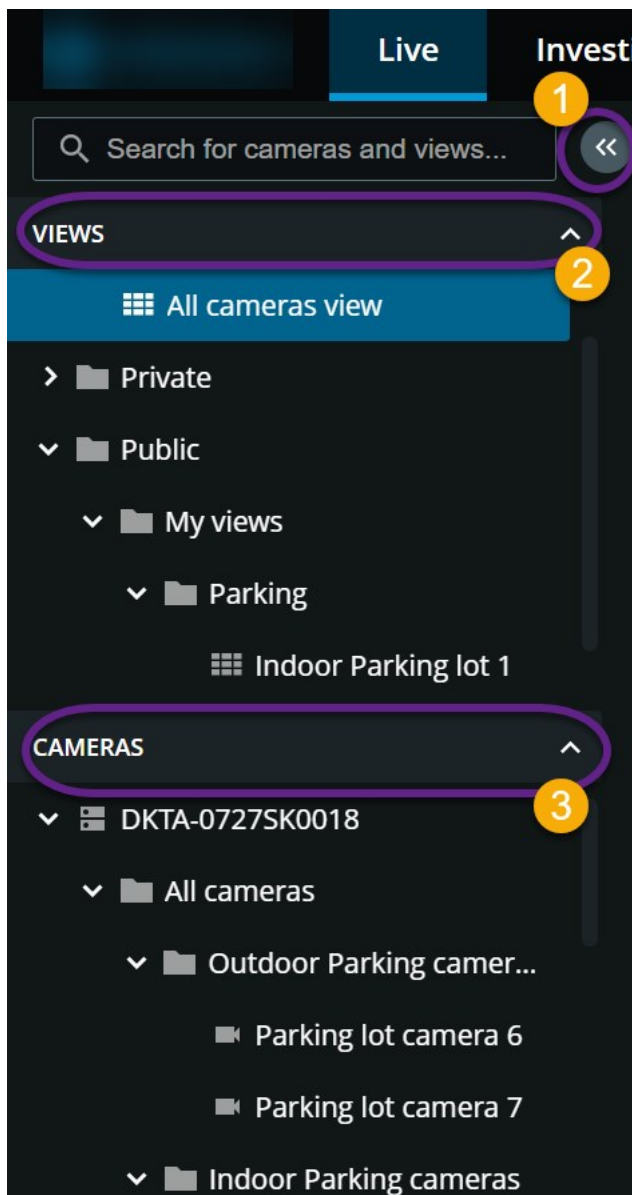 Live Investi
1
Search for cameras and views...
VIEWS
2
All cameras view
Private
Public
My views
Parking
Indoor Parking lot 1
CAMERAS
3
DKTA-0727SK0018
All cameras
Outdoor Parking camer...
Parking lot camera 6
Parking lot camera 7
Indoor Parking cameras